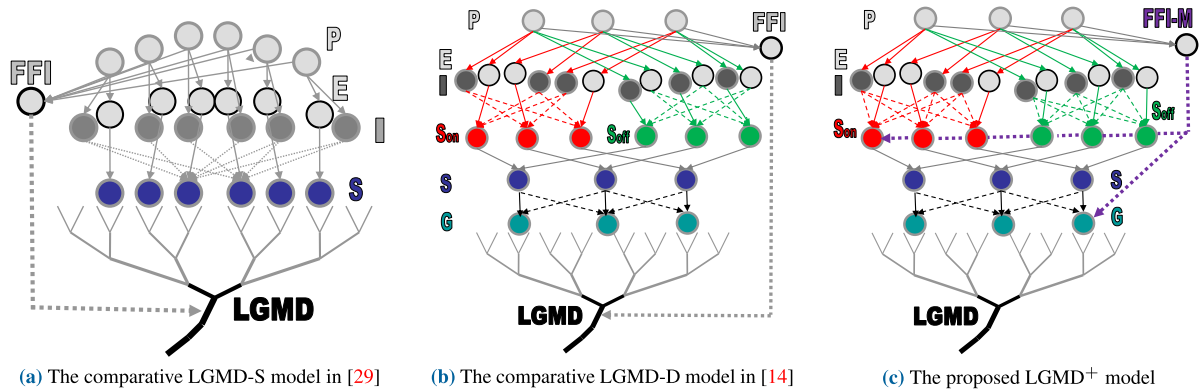 P
FFI
E
I
S
LGMD
(a) The comparative LGMD-S model in [29]
P
FFI
E
I
Son
Soff
S
G
LGMD
(b) The comparative LGMD-D model in [14]
P
FFI-M
E
I
Son
Soff
S
G
LGMD
(c) The proposed LGMD+ model